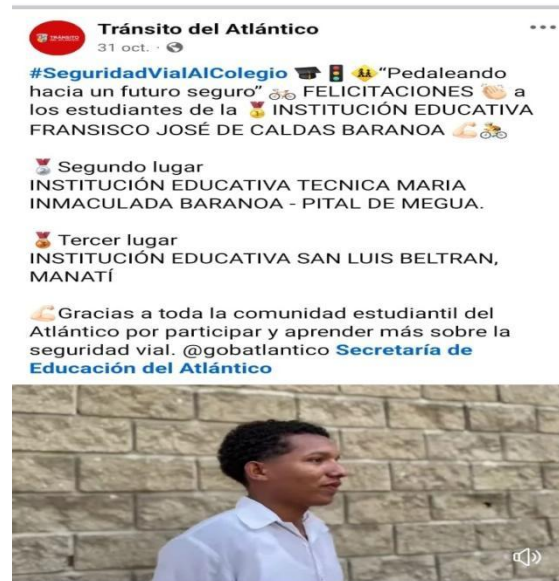 Tránsito del Atlántico
31 oct.
#SeguridadVialAlColegio 🎓🚦🚸“Pedaleando
hacia un futuro seguro” 🚲 FELICITACIONES 👏🏻 a
los estudiantes de la 🥇INSTITUCIÓN EDUCATIVA
FRANSISCO JOSÉ DE CALDAS BARANOA 💪🏻🚴
🥈Segundo lugar
INSTITUCIÓN EDUCATIVA TECNICA MARIA
INMACULADA BARANOA - PITAL DE MEGUA.
🥉Tercer lugar
INSTITUCIÓN EDUCATIVA SAN LUIS BELTRAN,
MANATÍ
💪🏻Gracias a toda la comunidad estudiantil del
Atlántico por participar y aprender más sobre la
seguridad vial. @gobatlantico Secretaría de
Educación del Atlántico